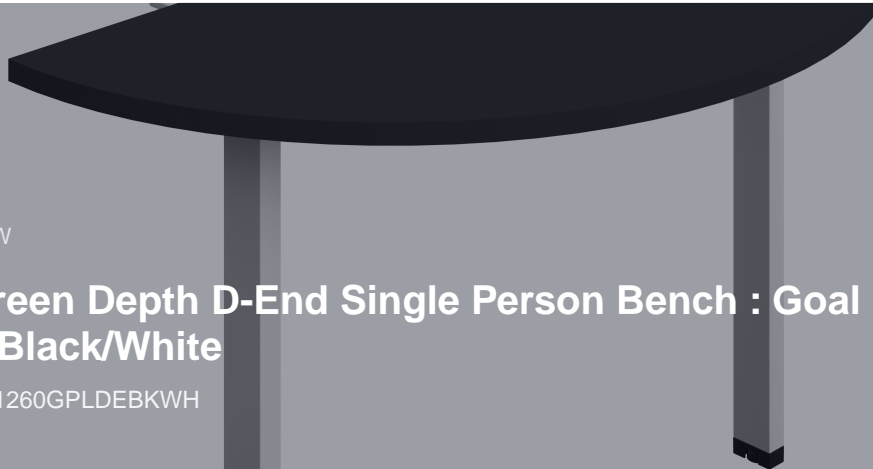 W
reen Depth D-End Single Person Bench : Goal
Black/White
1260GPLDEBKWH